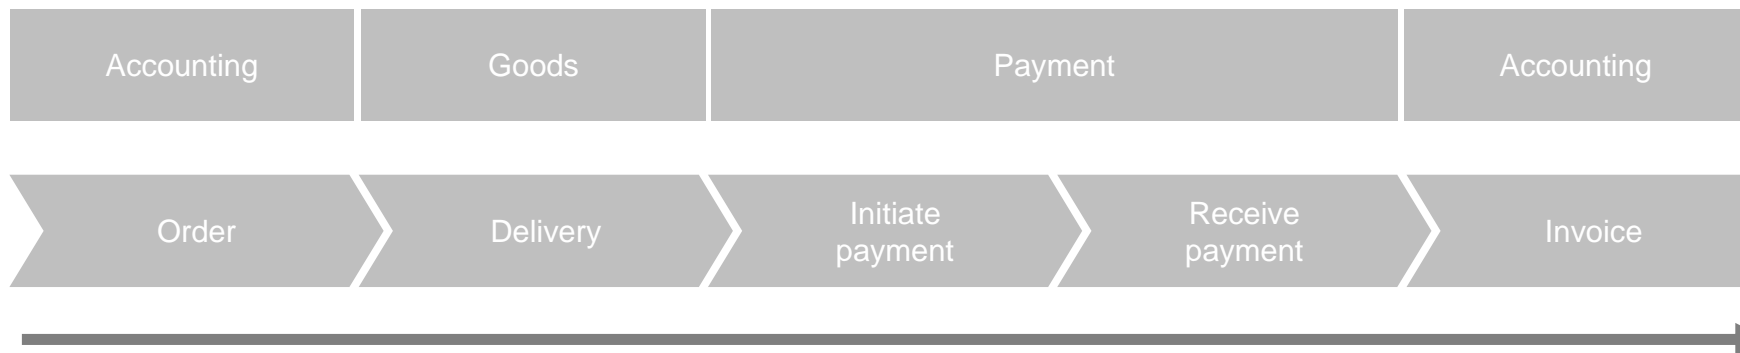 Accounting
Goods
Payment
Accounting
Order
Delivery
Initiate
payment
Receive
payment
Invoice